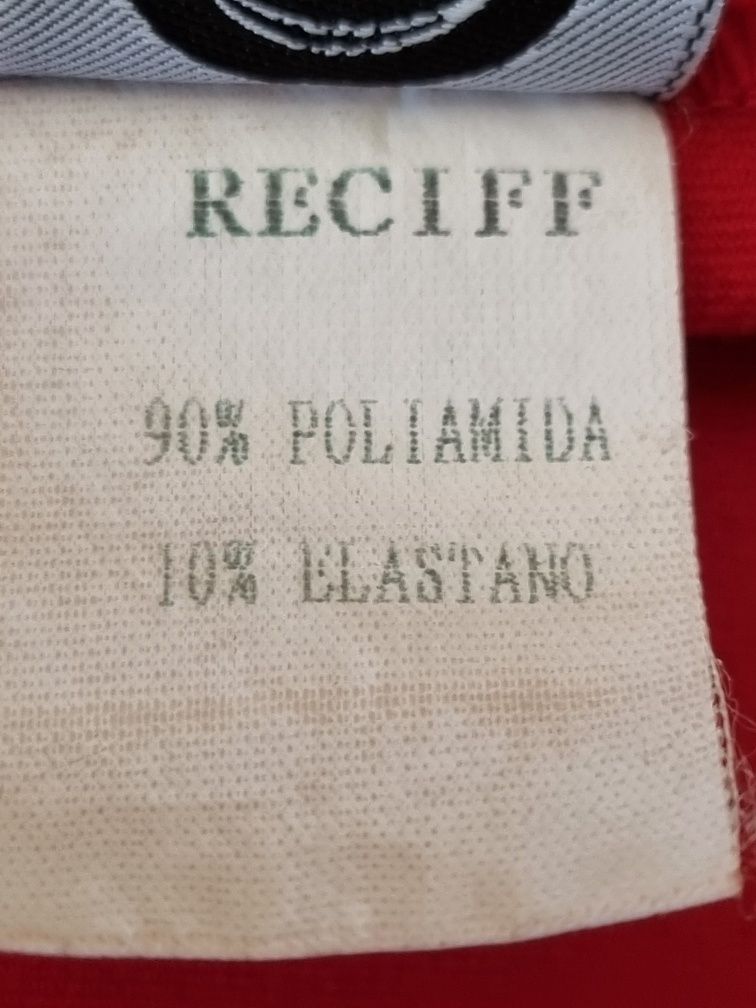 RECIFF
90% POLIAMIDA
10% ELASTANO